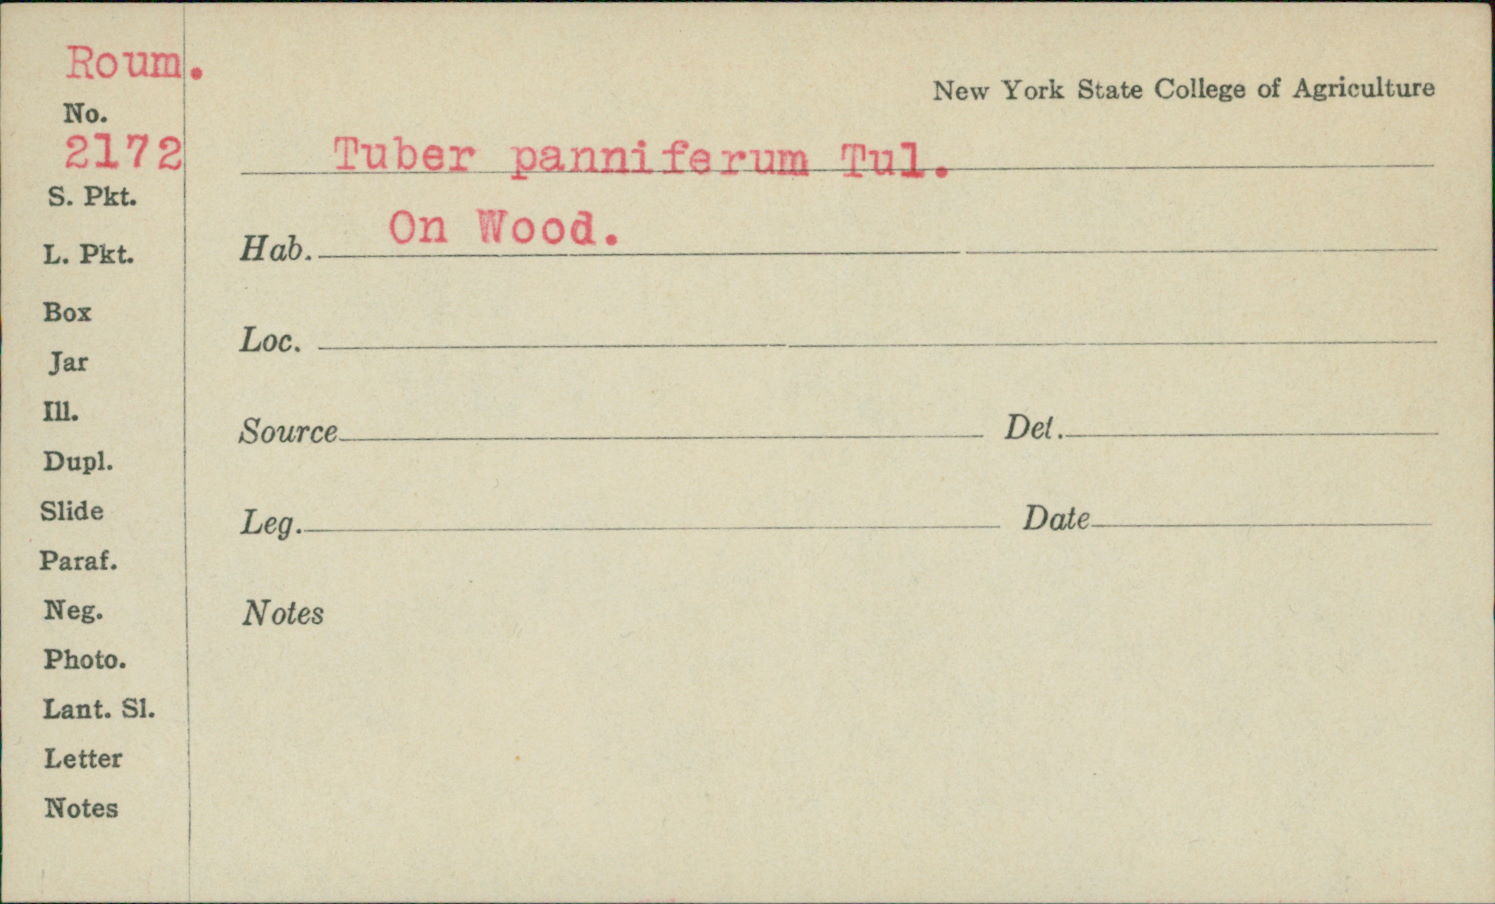 Roum.
New York State College of Agriculture
No.
2172
Tuber panniferum Tul.
S. Pkt.
Hab. On Wood.
L. Pkt.
Box
Loc.
Jar
Ill.
Source Det.
Dupl.
Slide
Leg. Date
Paraf.
Neg.
Notes
Photo.
Lant. Sl.
Letter
Notes